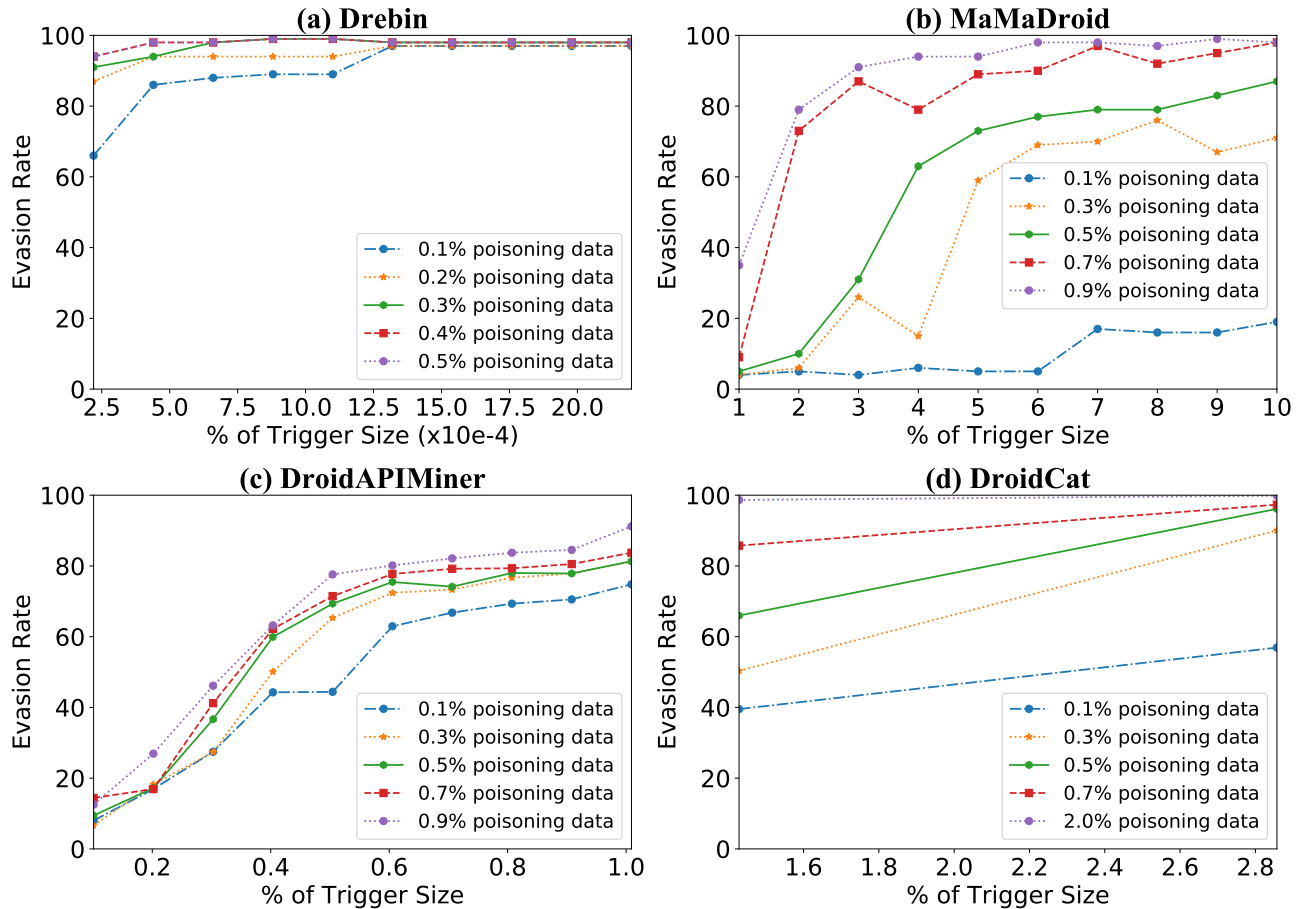 (a) Drebin
100
80
60
40
20
0
Evasion Rate
0.1% poisoning data
0.2% poisoning data
0.3% poisoning data
0.4% poisoning data
0.5% poisoning data
2.5 5.0 7.5 10.0 12.5 15.0 17.5 20.0
% of Trigger Size (x10e-4)
(b) MaMaDroid
100
80
60
40
20
0
Evasion Rate
0.1% poisoning data
0.3% poisoning data
0.5% poisoning data
0.7% poisoning data
0.9% poisoning data
1 2 3 4 5 6 7 8 9 10
% of Trigger Size
(c) DroidAPIMiner
100
80
60
40
20
0
Evasion Rate
0.1% poisoning data
0.3% poisoning data
0.5% poisoning data
0.7% poisoning data
0.9% poisoning data
0.2 0.4 0.6 0.8 1.0
% of Trigger Size
(d) DroidCat
100
80
60
40
20
0
Evasion Rate
0.1% poisoning data
0.3% poisoning data
0.5% poisoning data
0.7% poisoning data
2.0% poisoning data
1.6 1.8 2.0 2.2 2.4 2.6 2.8
% of Trigger Size